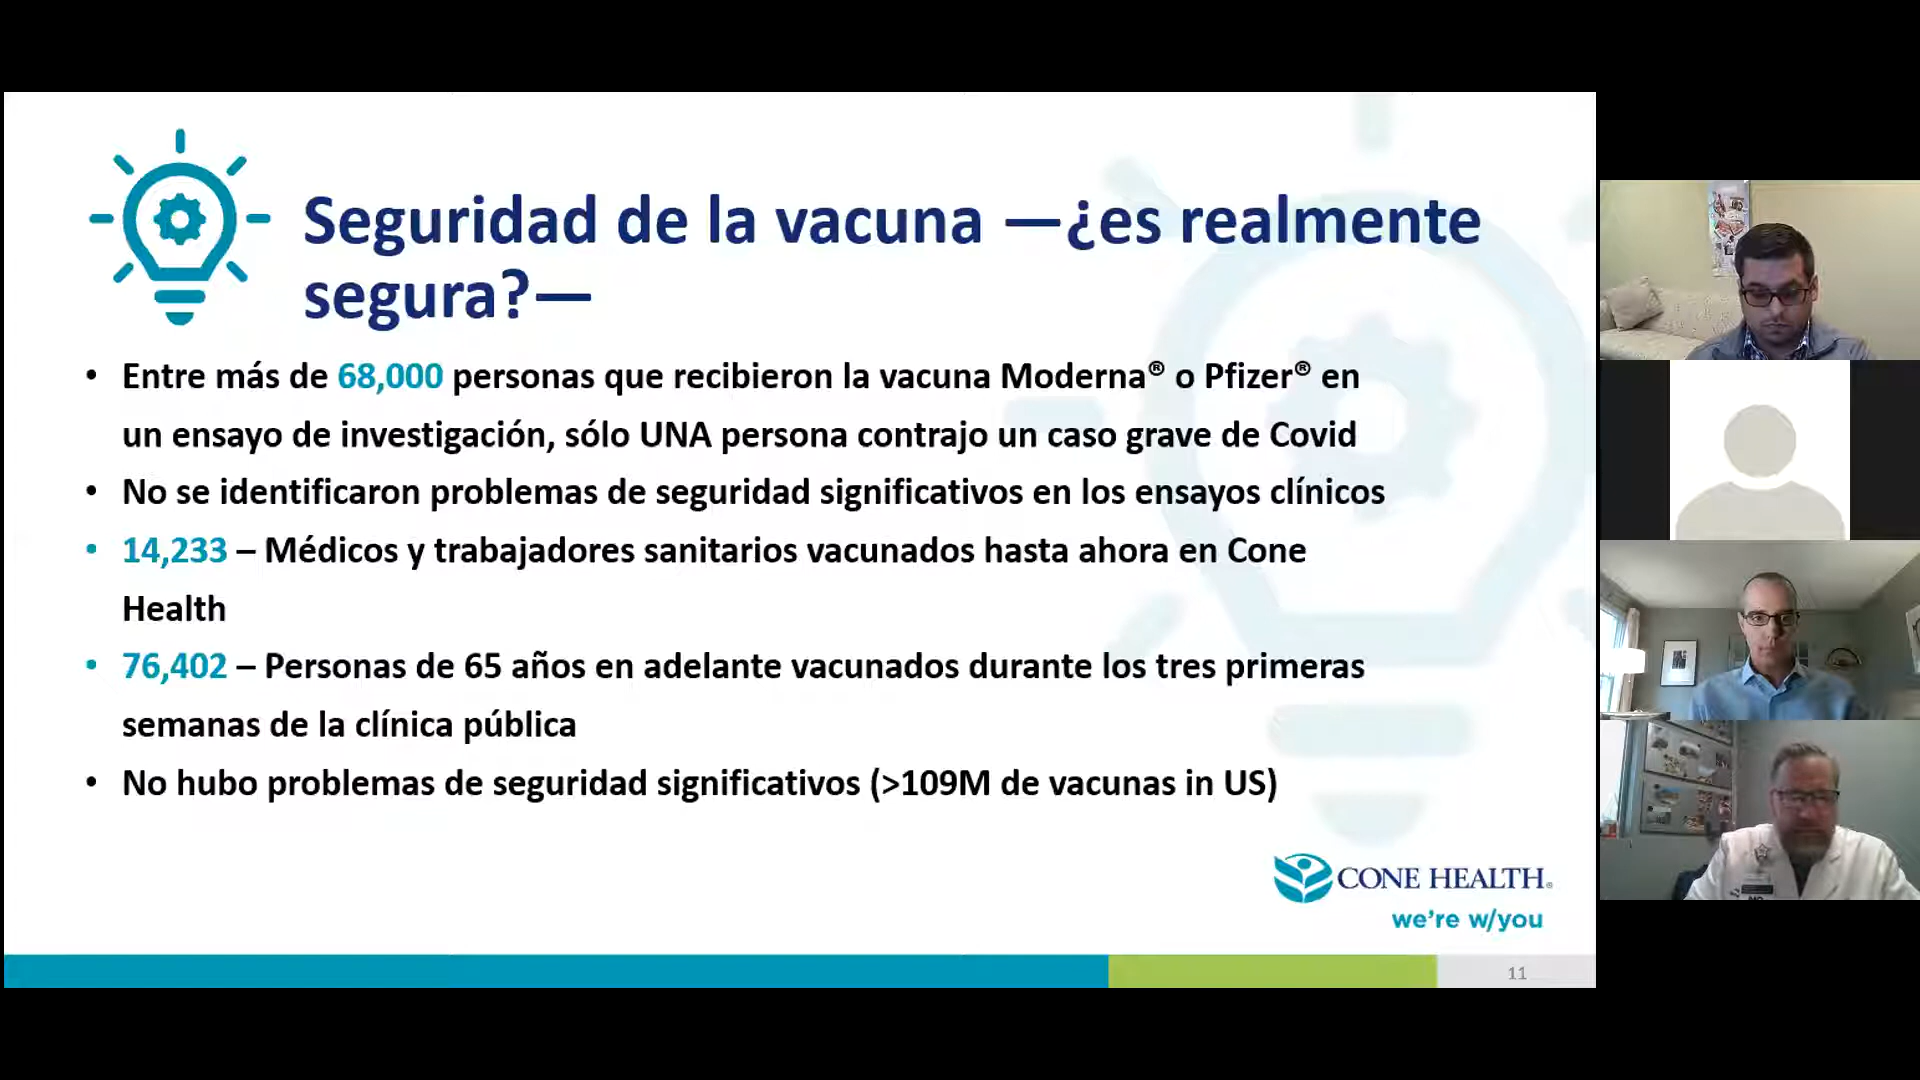 Seguridad de la vacuna —¿es realmente
segura?—
• Entre más de 68,000 personas que recibieron la vacuna Moderna® o Pfizer® en
un ensayo de investigación, sólo UNA persona contrajo un caso grave de Covid
• No se identificaron problemas de seguridad significativos en los ensayos clínicos
• 14,233 – Médicos y trabajadores sanitarios vacunados hasta ahora en Cone
Health
• 76,402 – Personas de 65 años en adelante vacunados durante los tres primeras
semanas de la clínica pública
• No hubo problemas de seguridad significativos (>109M de vacunas in US)
CONE HEALTH®
we're w/you
11